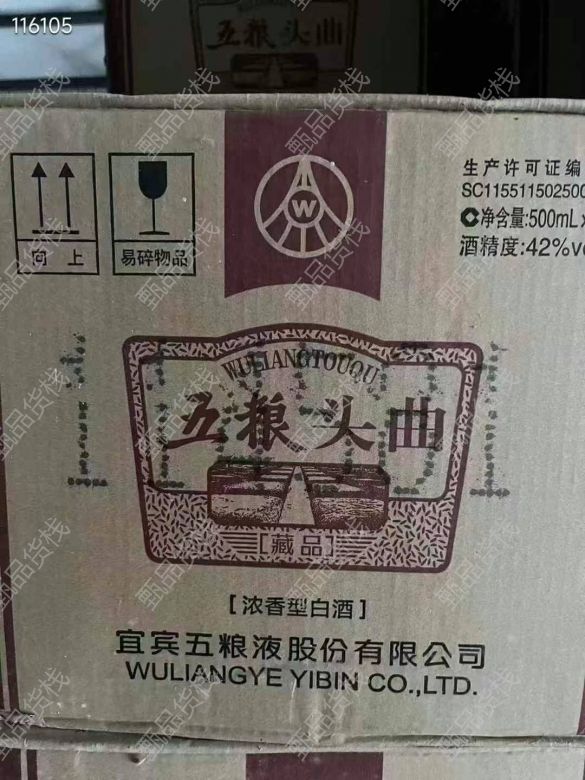 116105
五粮头曲
生产许可证编
SC115511502500
净含量:500mL
向上
易碎物品
W
酒精度:42%v
WULIANGTOUQU
五粮头曲
[藏品]
[浓香型白酒]
宜宾五粮液股份有限公司
WULIANGYE YIBIN CO.,LTD.
甄品货栈